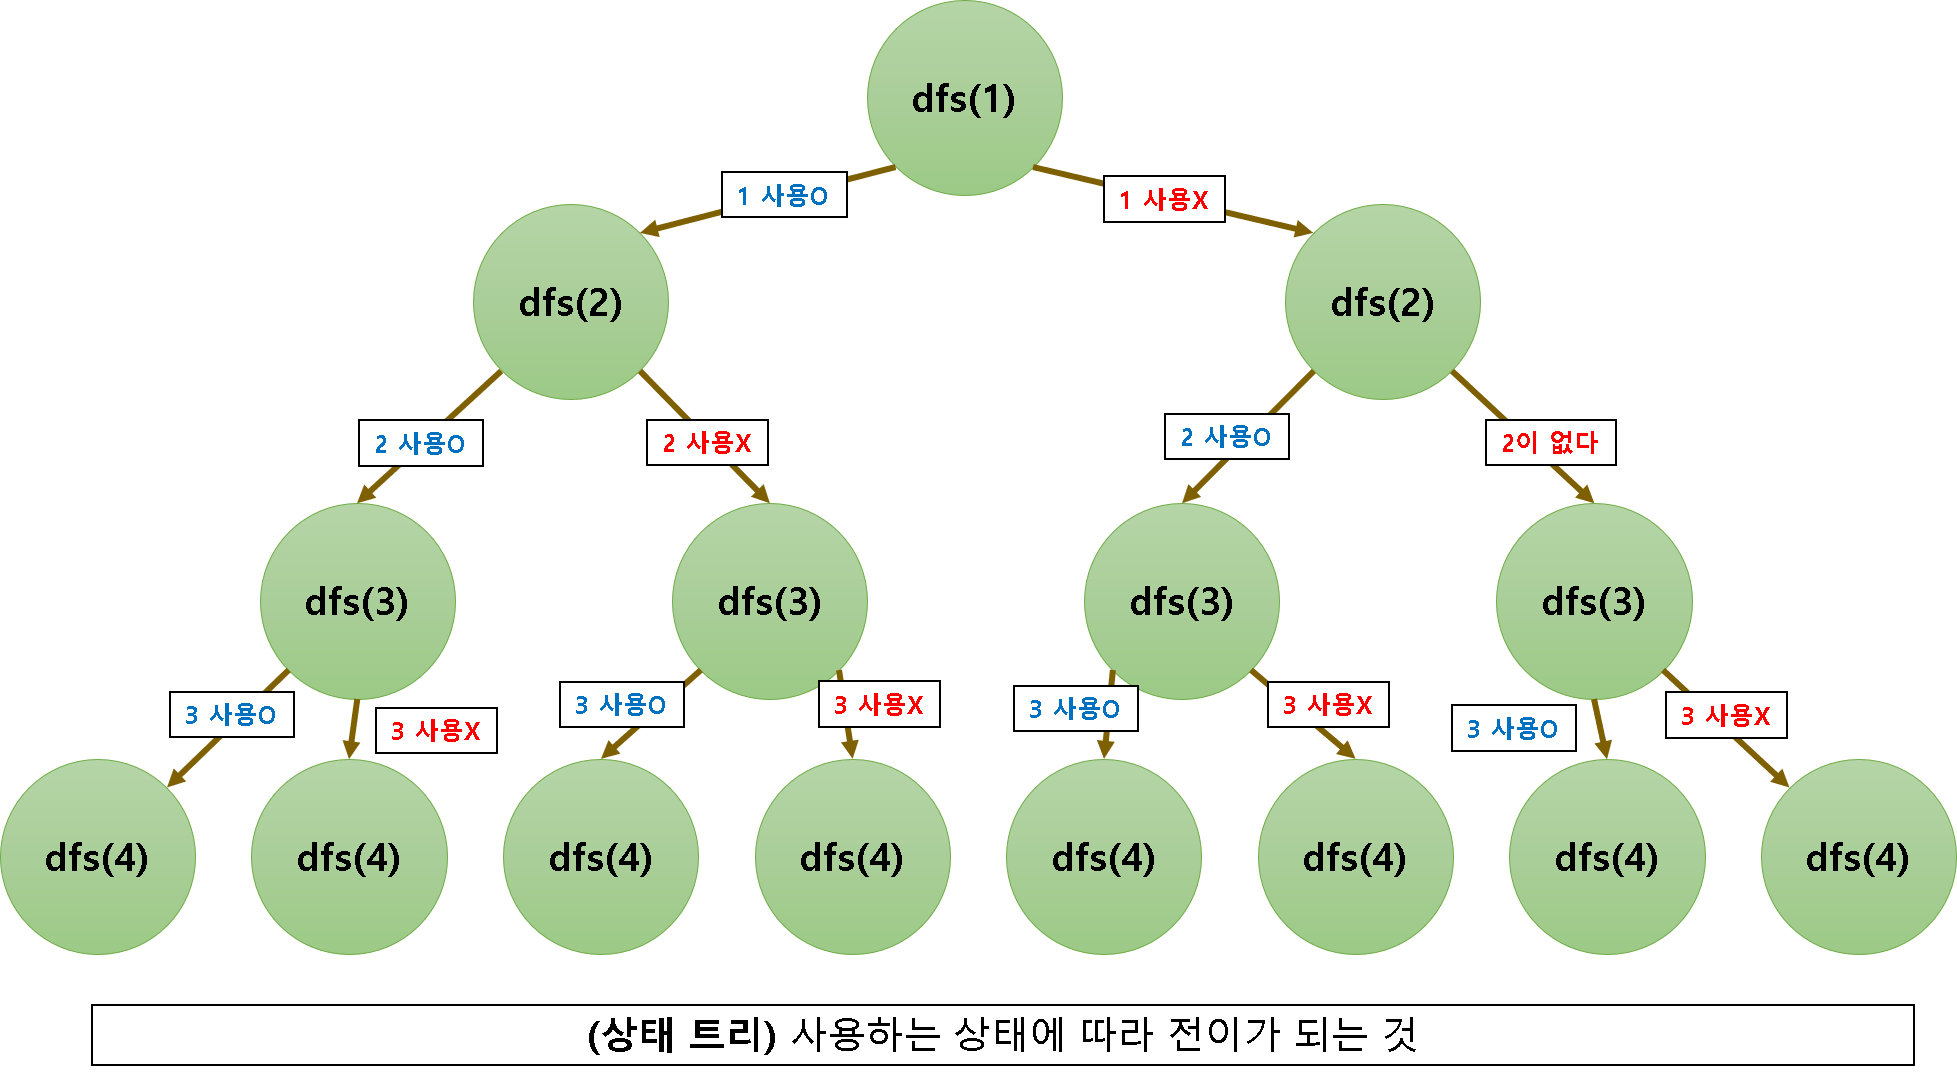 dfs(1)
1 사용O
1 사용X
dfs(2)
dfs(2)
2 사용O
2 사용X
2 사용O
2이 없다
dfs(3)
dfs(3)
dfs(3)
dfs(3)
3 사용O
3 사용X
3 사용O
3 사용X
3 사용O
3 사용X
3 사용O
3 사용X
dfs(4)
dfs(4)
dfs(4)
dfs(4)
dfs(4)
dfs(4)
dfs(4)
dfs(4)
(상태 트리) 사용하는 상태에 따라 전이가 되는 것